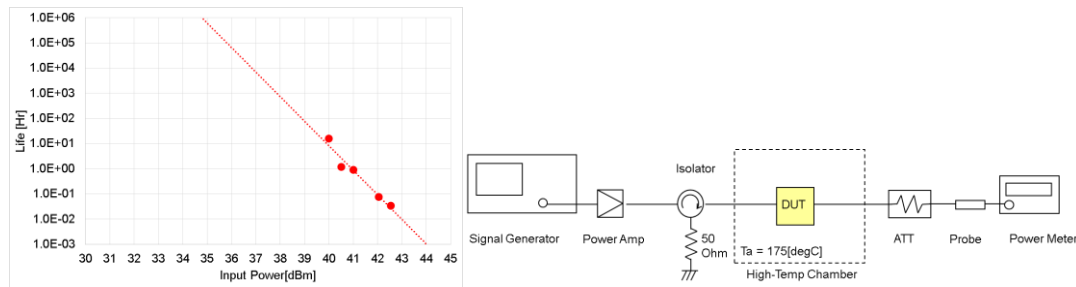 1.0E+06
1.0E+05
1.0E+04
1.0E+03
1.0E+02
1.0E+01
1.0E+00
1.0E-01
1.0E-02
1.0E-03
Life [Hr]
30 31 32 33 34 35 36 37 38 39 40 41 42 43 44 45
Input Power[dBm]
Isolator
DUT
50
Ohm
Ta = 175[degC]
Signal Generator
Power Amp
High-Temp Chamber
ATT
Probe
Power Meter